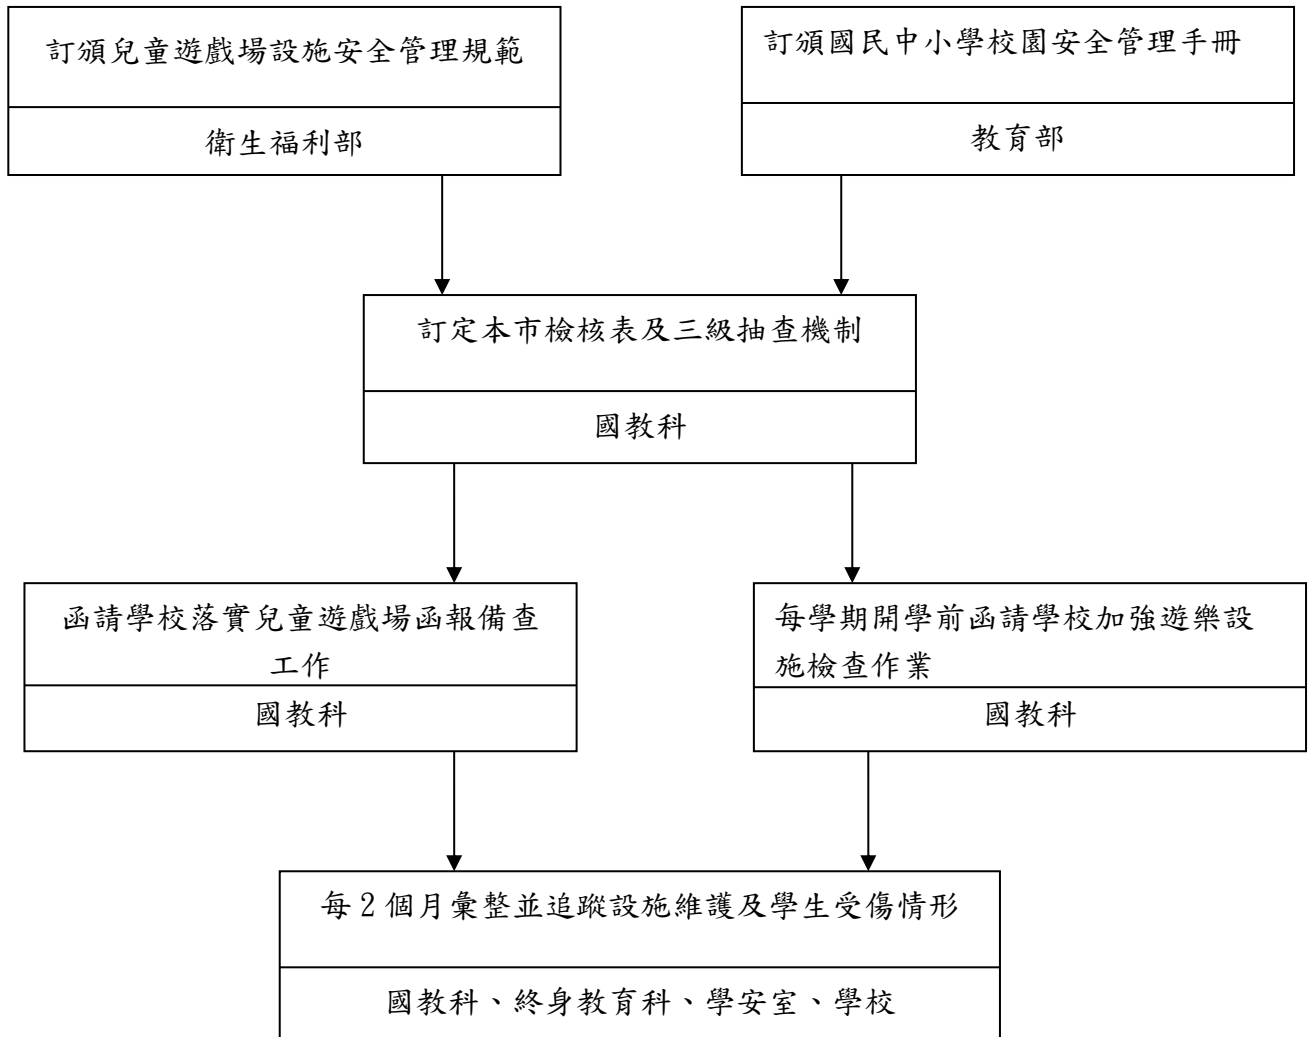 訂頒兒童遊戲場設施安全管理規範
衛生福利部
訂頒國民中小學校園安全管理手冊
教育部
訂定本市檢核表及三級抽查機制
國教科
函請學校落實兒童遊戲場函報備查
工作
國教科
每學期開學前函請學校加強遊樂設
施檢查作業
國教科
每2個月彙整並追蹤設施維護及學生受傷情形
國教科、終身教育科、學安室、學校